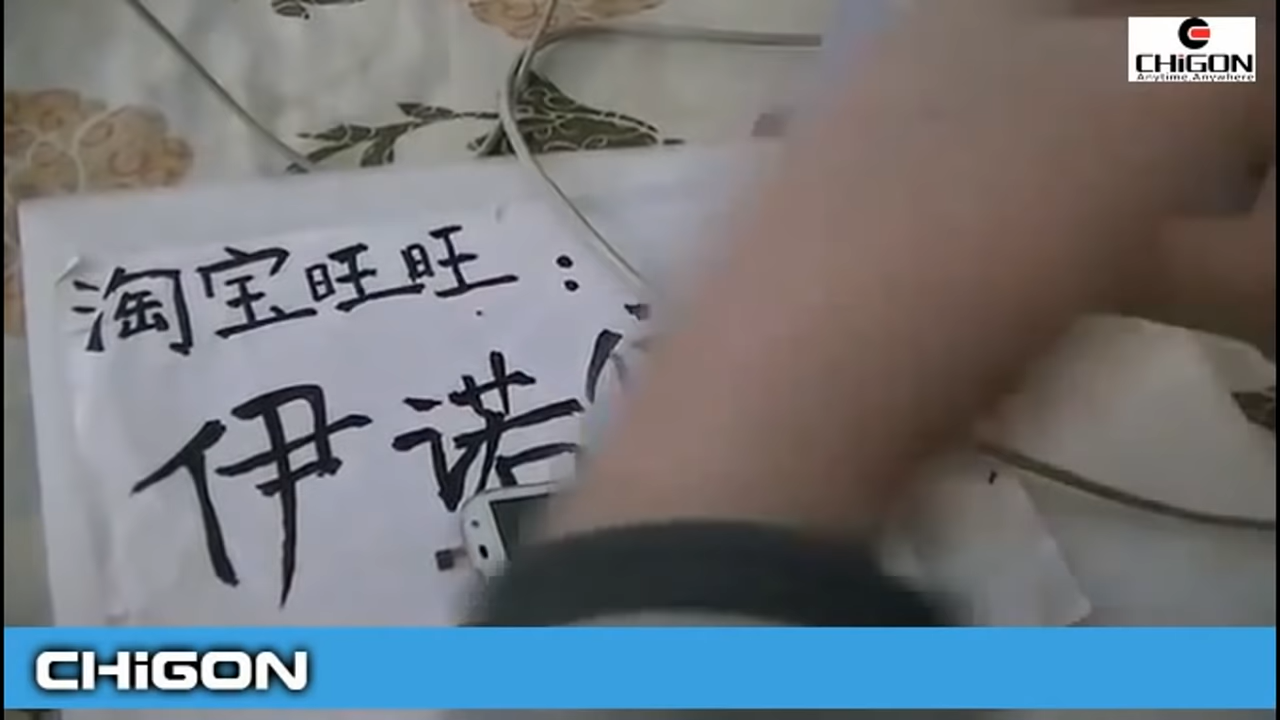 CHiGON
Anytime.Anywhere
淘宝旺旺：
伊诺
CHiGON